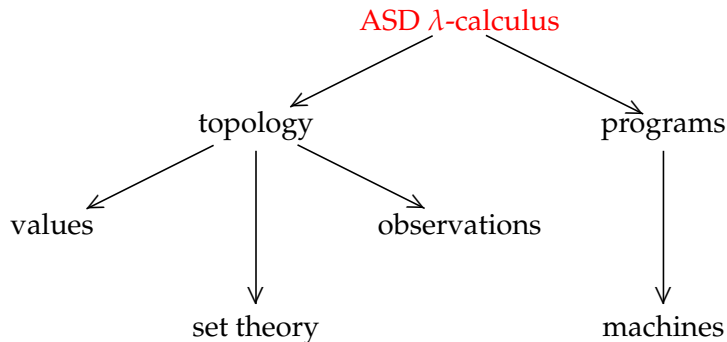 ASD λ-calculus
topology
programs
values
observations
set theory
machines